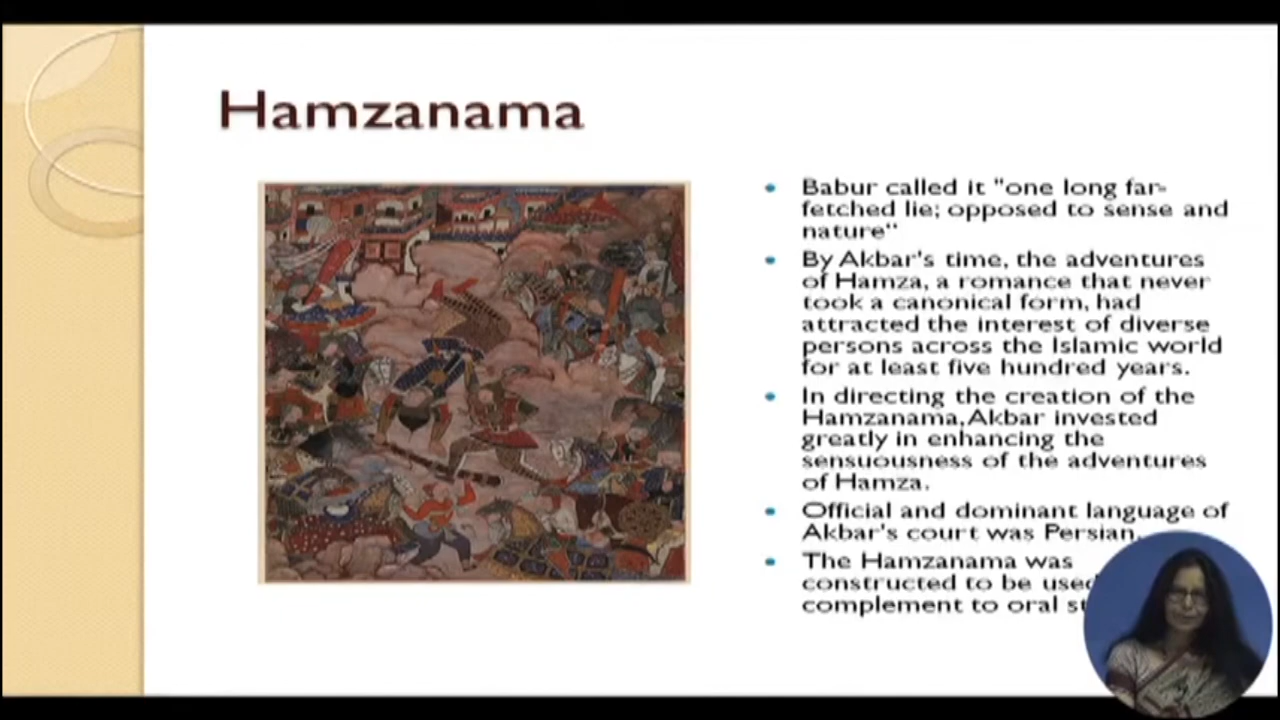 Hamzanama
Babur called it "one long far-
fetched lie; opposed to sense and
nature"
By Akbar's time, the adventures
of Hamza, a romance that never
took a canonical form, had
attracted the interest of diverse
persons across the Islamic world
for at least five hundred years.
In directing the creation of the
Hamzanama, Akbar invested
greatly in enhancing the
sensuousness of the adventures
of Hamza.
Official and dominant language of
Akbar's court was Persian.
The Hamzanama was
constructed to be
complement to oral